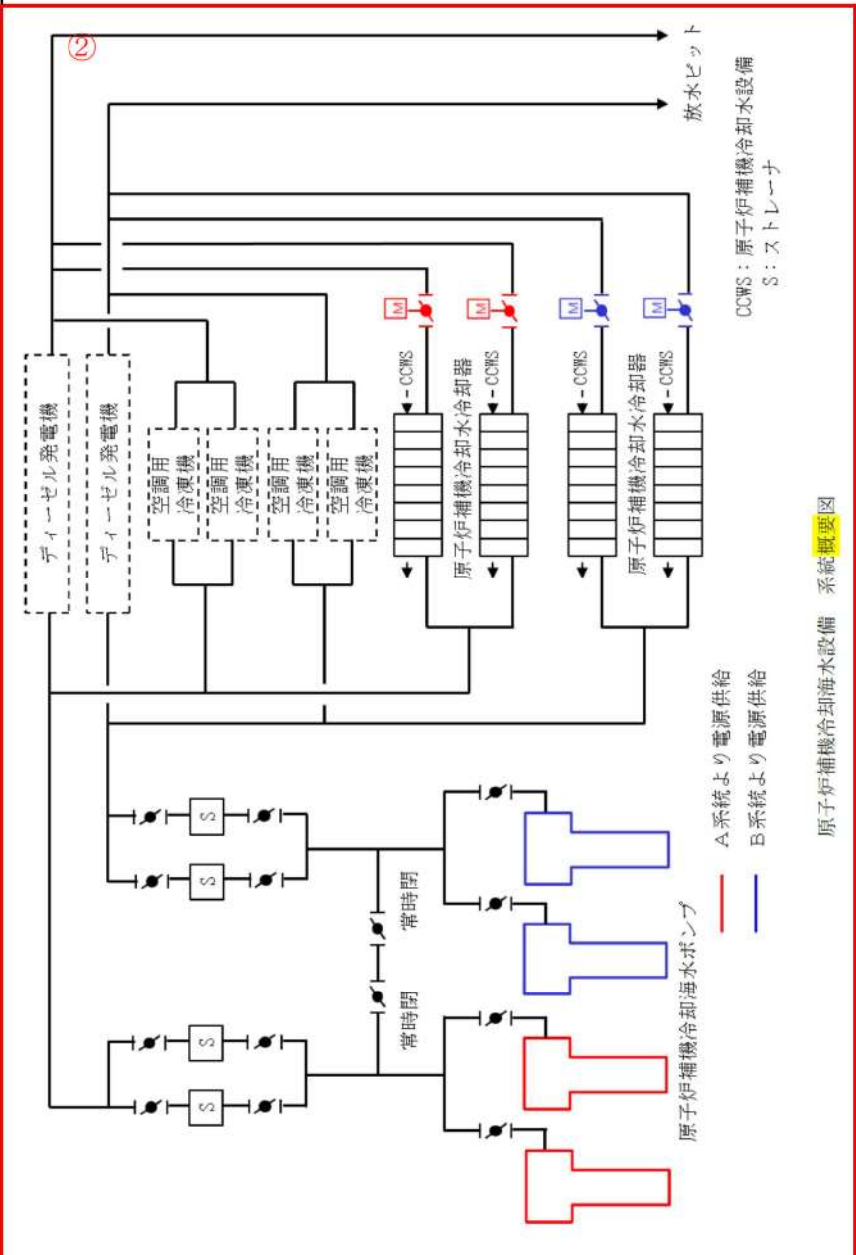 ②
ディーゼル発電機
ディーゼル発電機
空調用
冷凍機
空調用
冷凍機
空調用
冷凍機
空調用
冷凍機
M
CCWS
M
CCWS
原子炉補機冷却水冷却器
M
CCWS
M
CCWS
原子炉補機冷却水冷却器
放水ピット
CCWS：原子炉補機冷却水設備
S：ストレーナ
S
S
S
S
常時閉
常時閉
原子炉補機冷却海水ポンプ
A系統より電源供給
B系統より電源供給
原子炉補機冷却海水設備　系統概要図